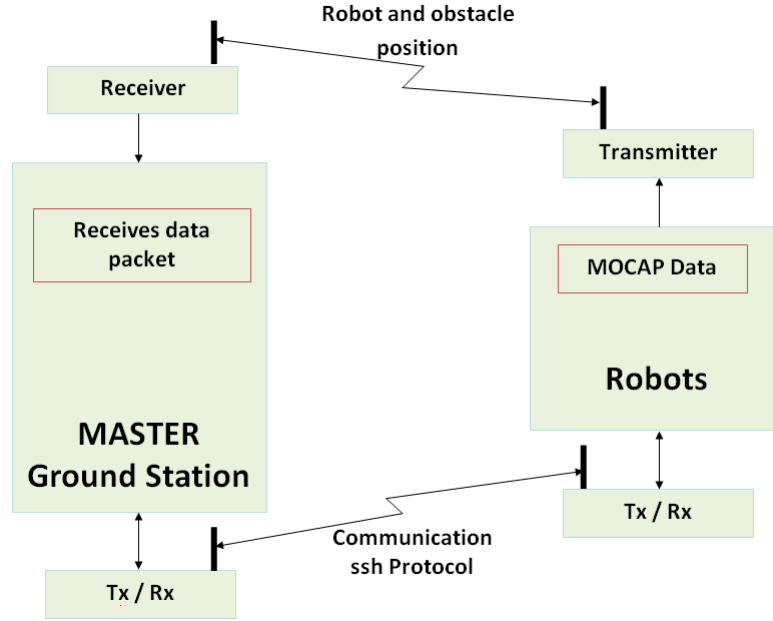 Robot and obstacle
position
Receiver
Transmitter
Receives data
packet
MOCAP Data
Robots
MASTER
Ground Station
Tx / Rx
Communication
ssh Protocol
Tx / Rx